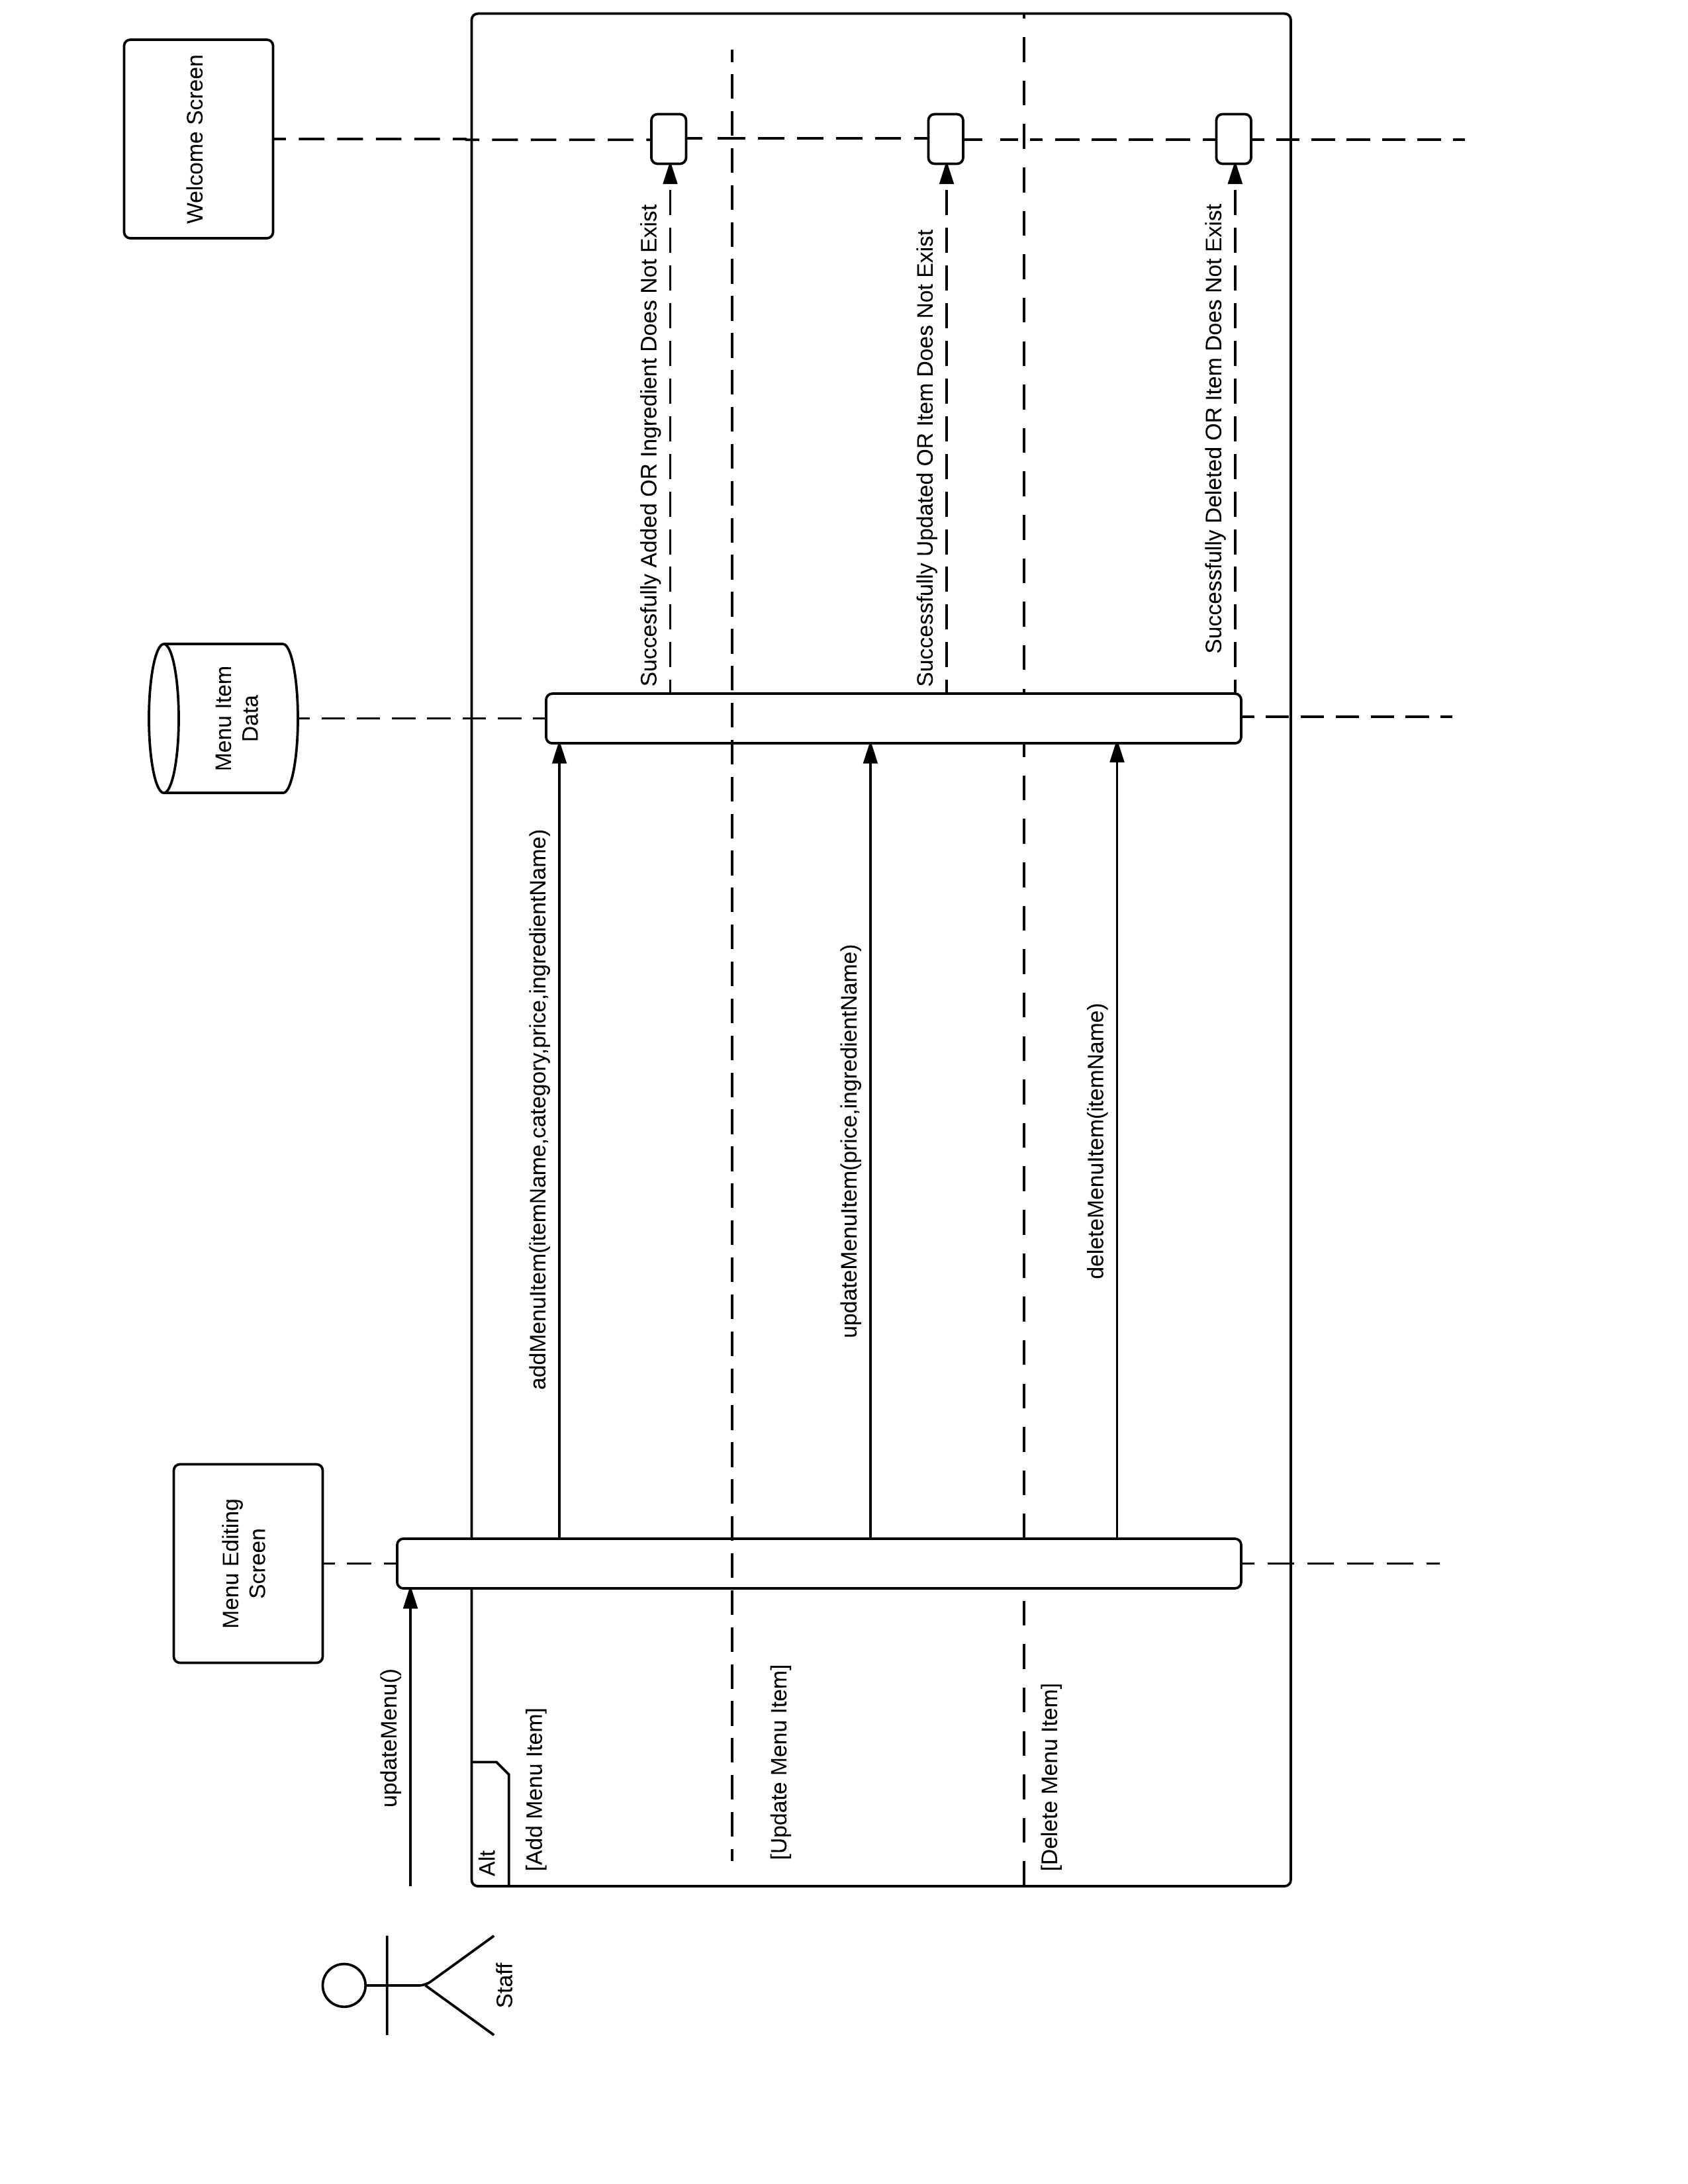 Staff
Menu Editing
Screen
Menu Item
Data
Welcome Screen
updateMenu()
Alt
[Add Menu Item]
addMenuItem(itemName,category,price,ingredientName)
Succesfully Added OR Ingredient Does Not Exist
[Update Menu Item]
updateMenuItem(price,ingredientName)
Successfully Updated OR Item Does Not Exist
[Delete Menu Item]
deleteMenuItem(itemName)
Successfully Deleted OR Item Does Not Exist